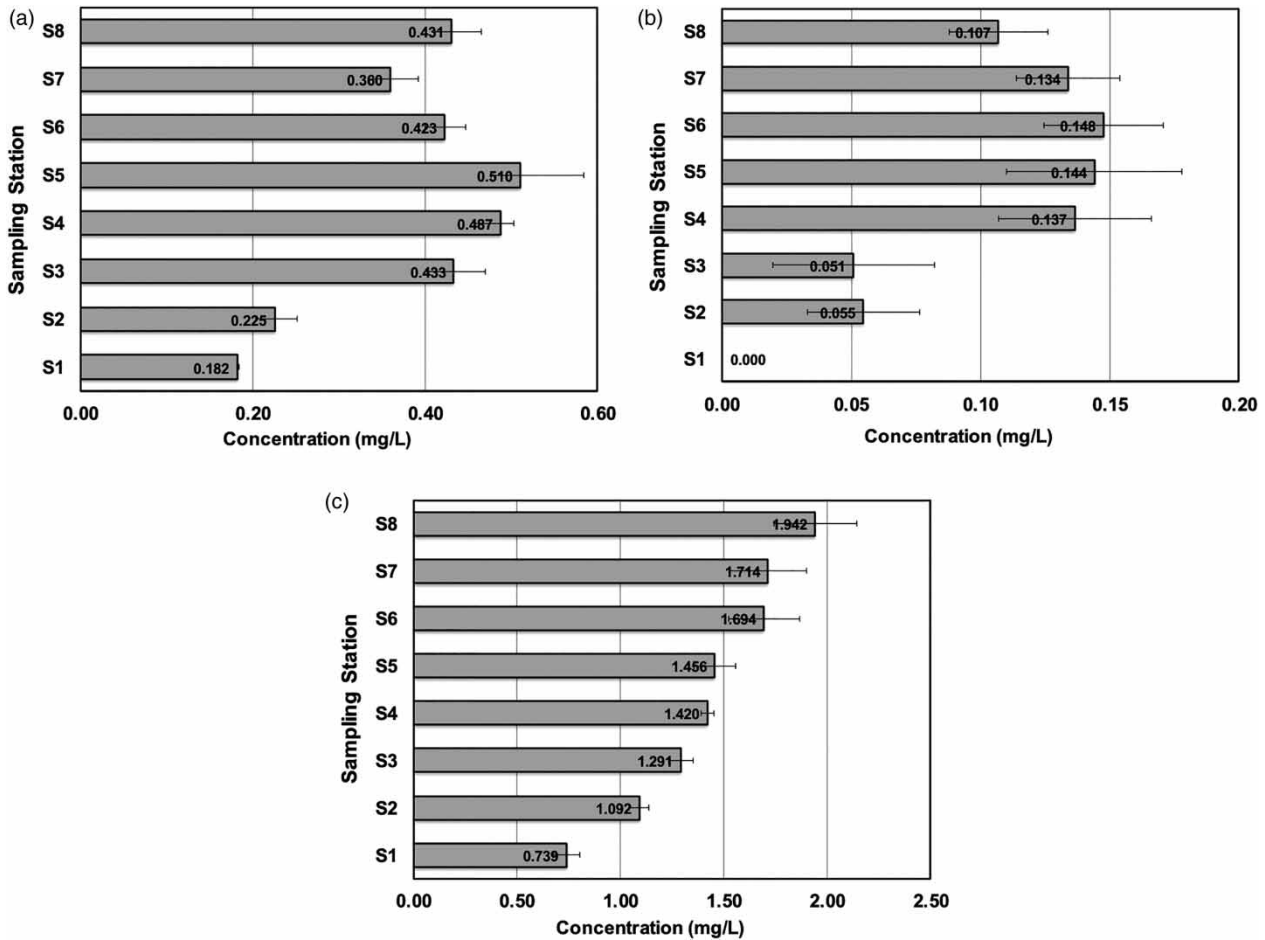 (a)
Sampling Station
S8 0.431
S7 0.360
S6 0.423
S5 0.510
S4 0.487
S3 0.433
S2 0.225
S1 0.182
0.00 0.20 0.40 0.60
Concentration (mg/L)
(b)
Sampling Station
S8 0.107
S7 0.134
S6 0.148
S5 0.144
S4 0.137
S3 0.051
S2 0.055
S1 0.000
0.00 0.05 0.10 0.15 0.20
Concentration (mg/L)
(c)
Sampling Station
S8 1.942
S7 1.714
S6 1.694
S5 1.456
S4 1.420
S3 1.291
S2 1.092
S1 0.739
0.00 0.50 1.00 1.50 2.00 2.50
Concentration (mg/L)